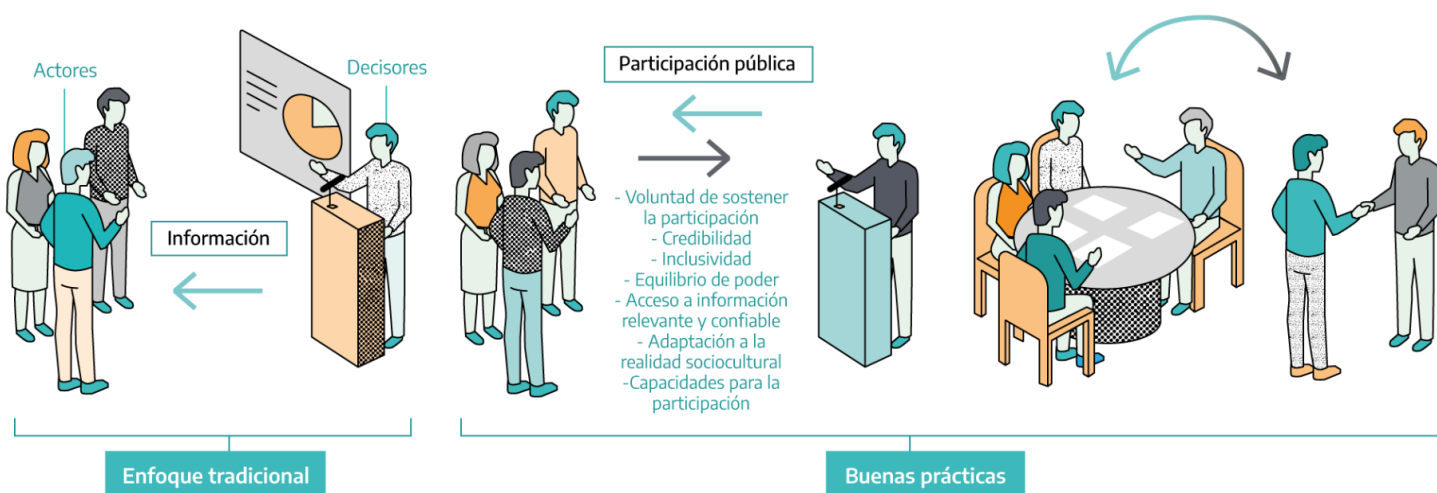 Actores
Decisores
Información
Enfoque tradicional
Participación pública
- Voluntad de sostener
la participación
- Credibilidad
- Inclusividad
- Equilibrio de poder
- Acceso a información
relevante y confiable
- Adaptación a la
realidad sociocultural
-Capacidades para la
participación
Buenas prácticas